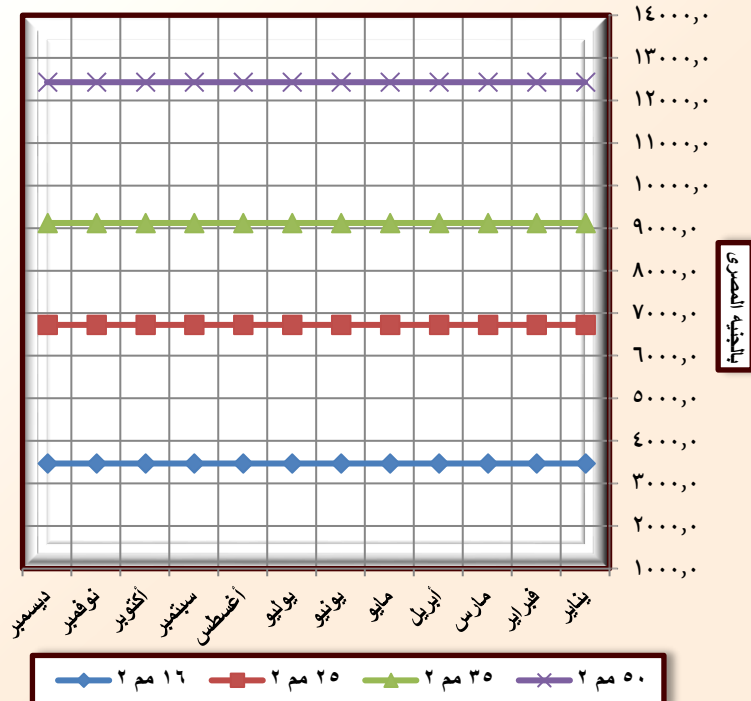 ١٤٠٠٠,٠
١٣٠٠٠,٠
١٢٠٠٠,٠
١١٠٠٠,٠
١٠٠٠٠,٠
٩٠٠٠,٠
٨٠٠٠,٠
٧٠٠٠,٠
٦٠٠٠,٠
٥٠٠٠,٠
٤٠٠٠,٠
٣٠٠٠,٠
٢٠٠٠,٠
١٠٠٠,٠
بالجنيه المصرى
يناير
فبراير
مارس
أبريل
مايو
يونيو
يوليو
أغسطس
سبتمبر
أكتوبر
نوفمبر
ديسمبر
٥٠ مم ٢ ٣٥ مم ٢ ٢٥ مم ٢ ١٦ مم ٢